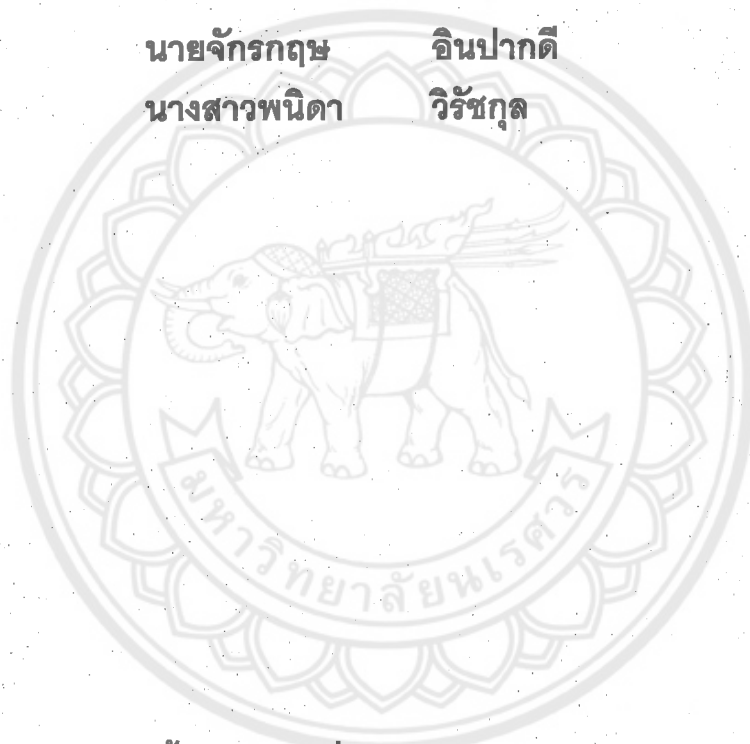 นายจักรกฤษ อินปากดี
นางสาวพนิดา วิรัชกุล
มหาวิทยาลัยนเรศวร